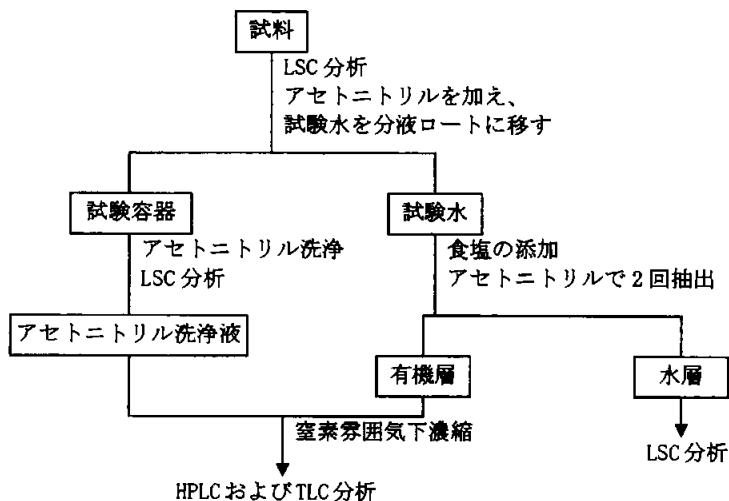 試料
LSC分析
アセトニトリルを加え、
試験水を分液ロートに移す
試験容器
試験水
アセトニトリル洗浄
LSC分析
食塩の添加
アセトニトリルで2回抽出
アセトニトリル洗浄液
有機層
水層
窒素雰囲気下濃縮
LSC分析
HPLCおよびTLC分析